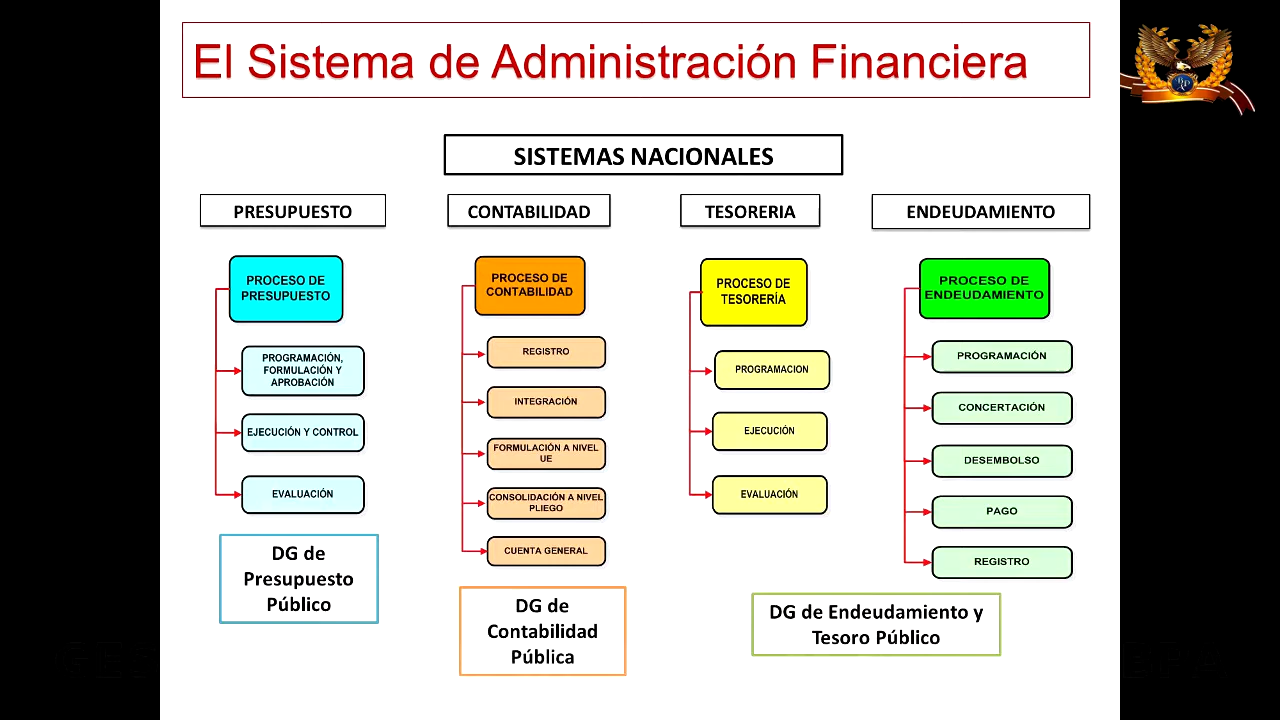 El Sistema de Administración Financiera
SISTEMAS NACIONALES
PRESUPUESTO
PROCESO DE
PRESUPUESTO
PROGRAMACIÓN,
FORMULACIÓN Y
APROBACIÓN
EJECUCIÓN Y CONTROL
EVALUACIÓN
DG de
Presupuesto
Público
CONTABILIDAD
PROCESO DE
CONTABILIDAD
REGISTRO
INTEGRACIÓN
FORMULACIÓN A NIVEL
UE
CONSOLIDACIÓN A NIVEL
PLIEGO
CUENTA GENERAL
DG de
Contabilidad
Pública
TESORERIA
PROCESO DE
TESORERÍA
PROGRAMACION
EJECUCIÓN
EVALUACIÓN
ENDEUDAMIENTO
PROCESO DE
ENDEUDAMIENTO
PROGRAMACIÓN
CONCERTACIÓN
DESEMBOLSO
PAGO
REGISTRO
DG de Endeudamiento y
Tesoro Público